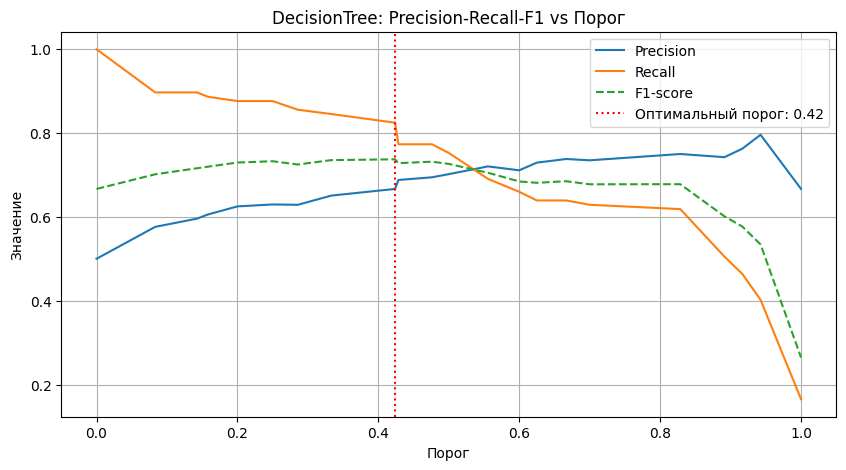 DecisionTree: Precision-Recall-F1 vs Порог
Precision
Recall
F1-score
Оптимальный порог: 0.42
Значение
1.0
0.8
0.6
0.4
0.2
0.0
0.2
0.4
0.6
0.8
1.0
Порог